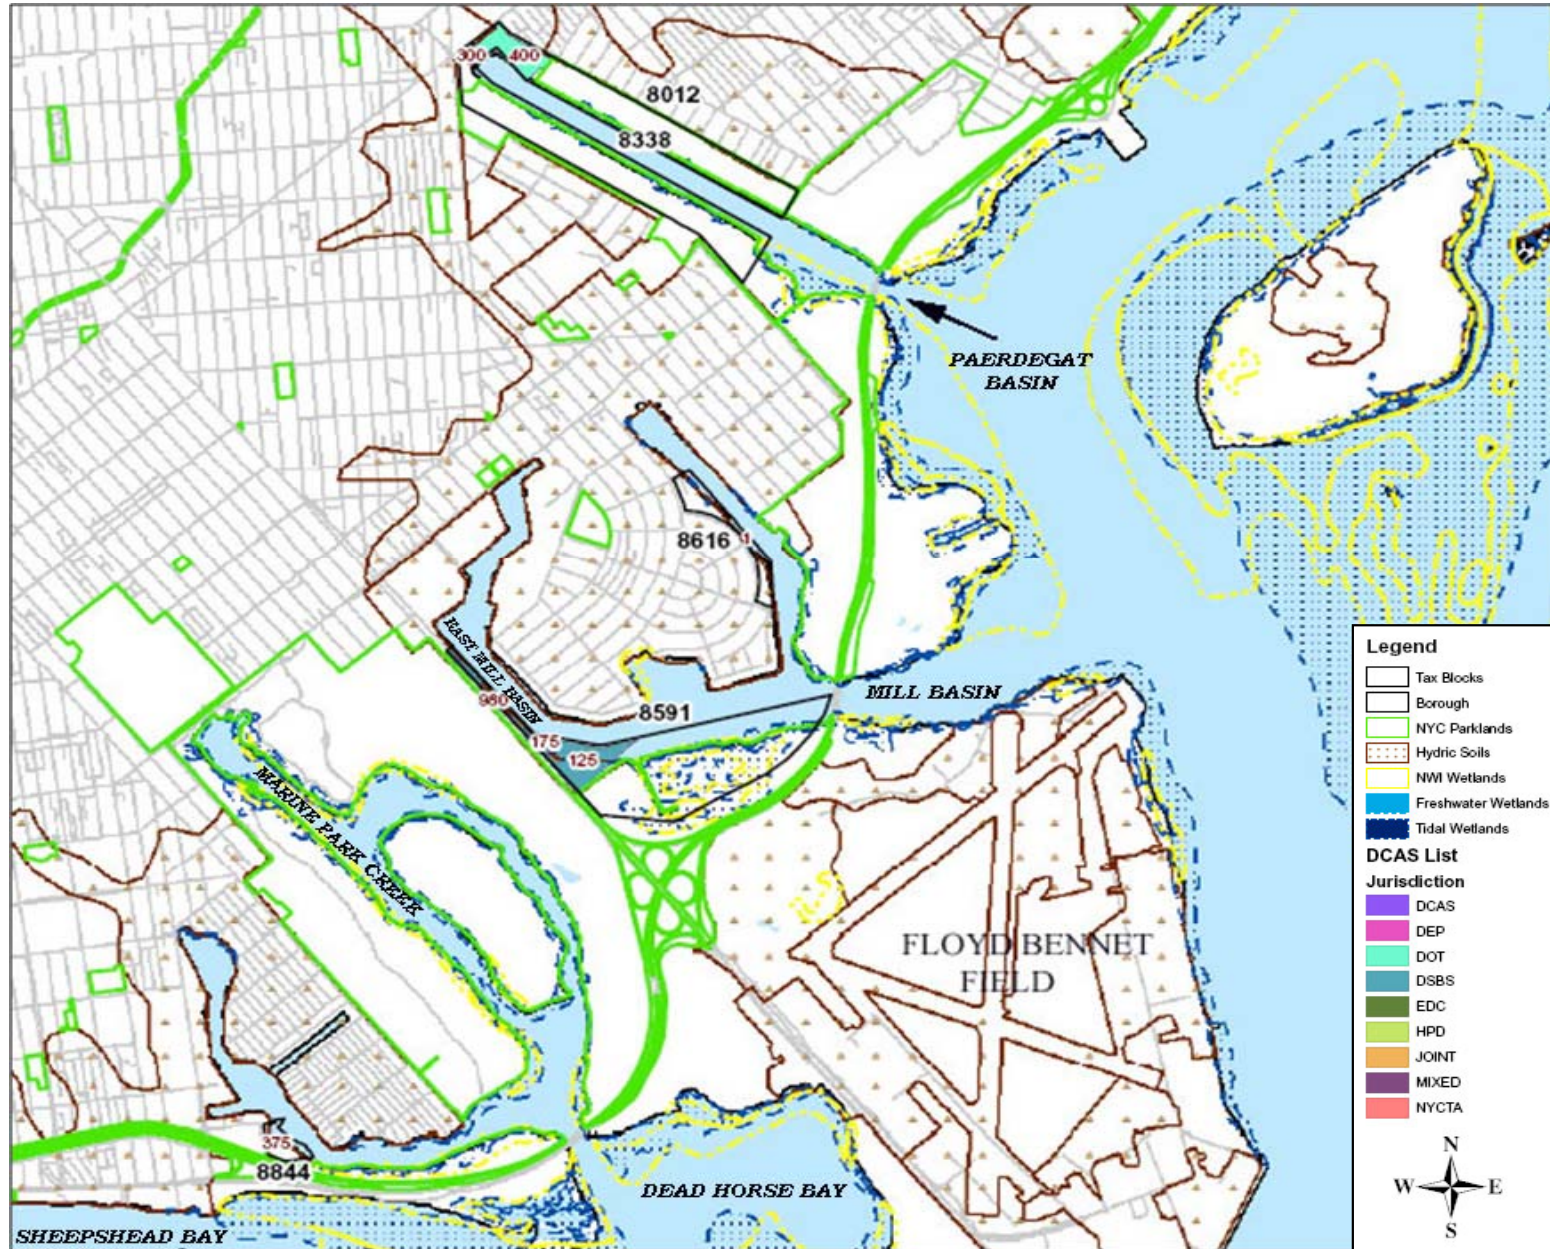 300 400
8012
8338
PAERDEGAT
BASIN
8616 1
EAST MILL BASIN
980
8591
MILL BASIN
175
125
MARINE PARK CREEK
FLOYD BENNET
FIELD
375
8844
DEAD HORSE BAY
SHEEPSHEAD BAY
Legend
Tax Blocks
Borough
NYC Parklands
Hydric Soils
NWI Wetlands
Freshwater Wetlands
Tidal Wetlands
DCAS List
Jurisdiction
DCAS
DEP
DOT
DSBS
EDC
HPD
JOINT
MIXED
NYCTA
N
W E
S